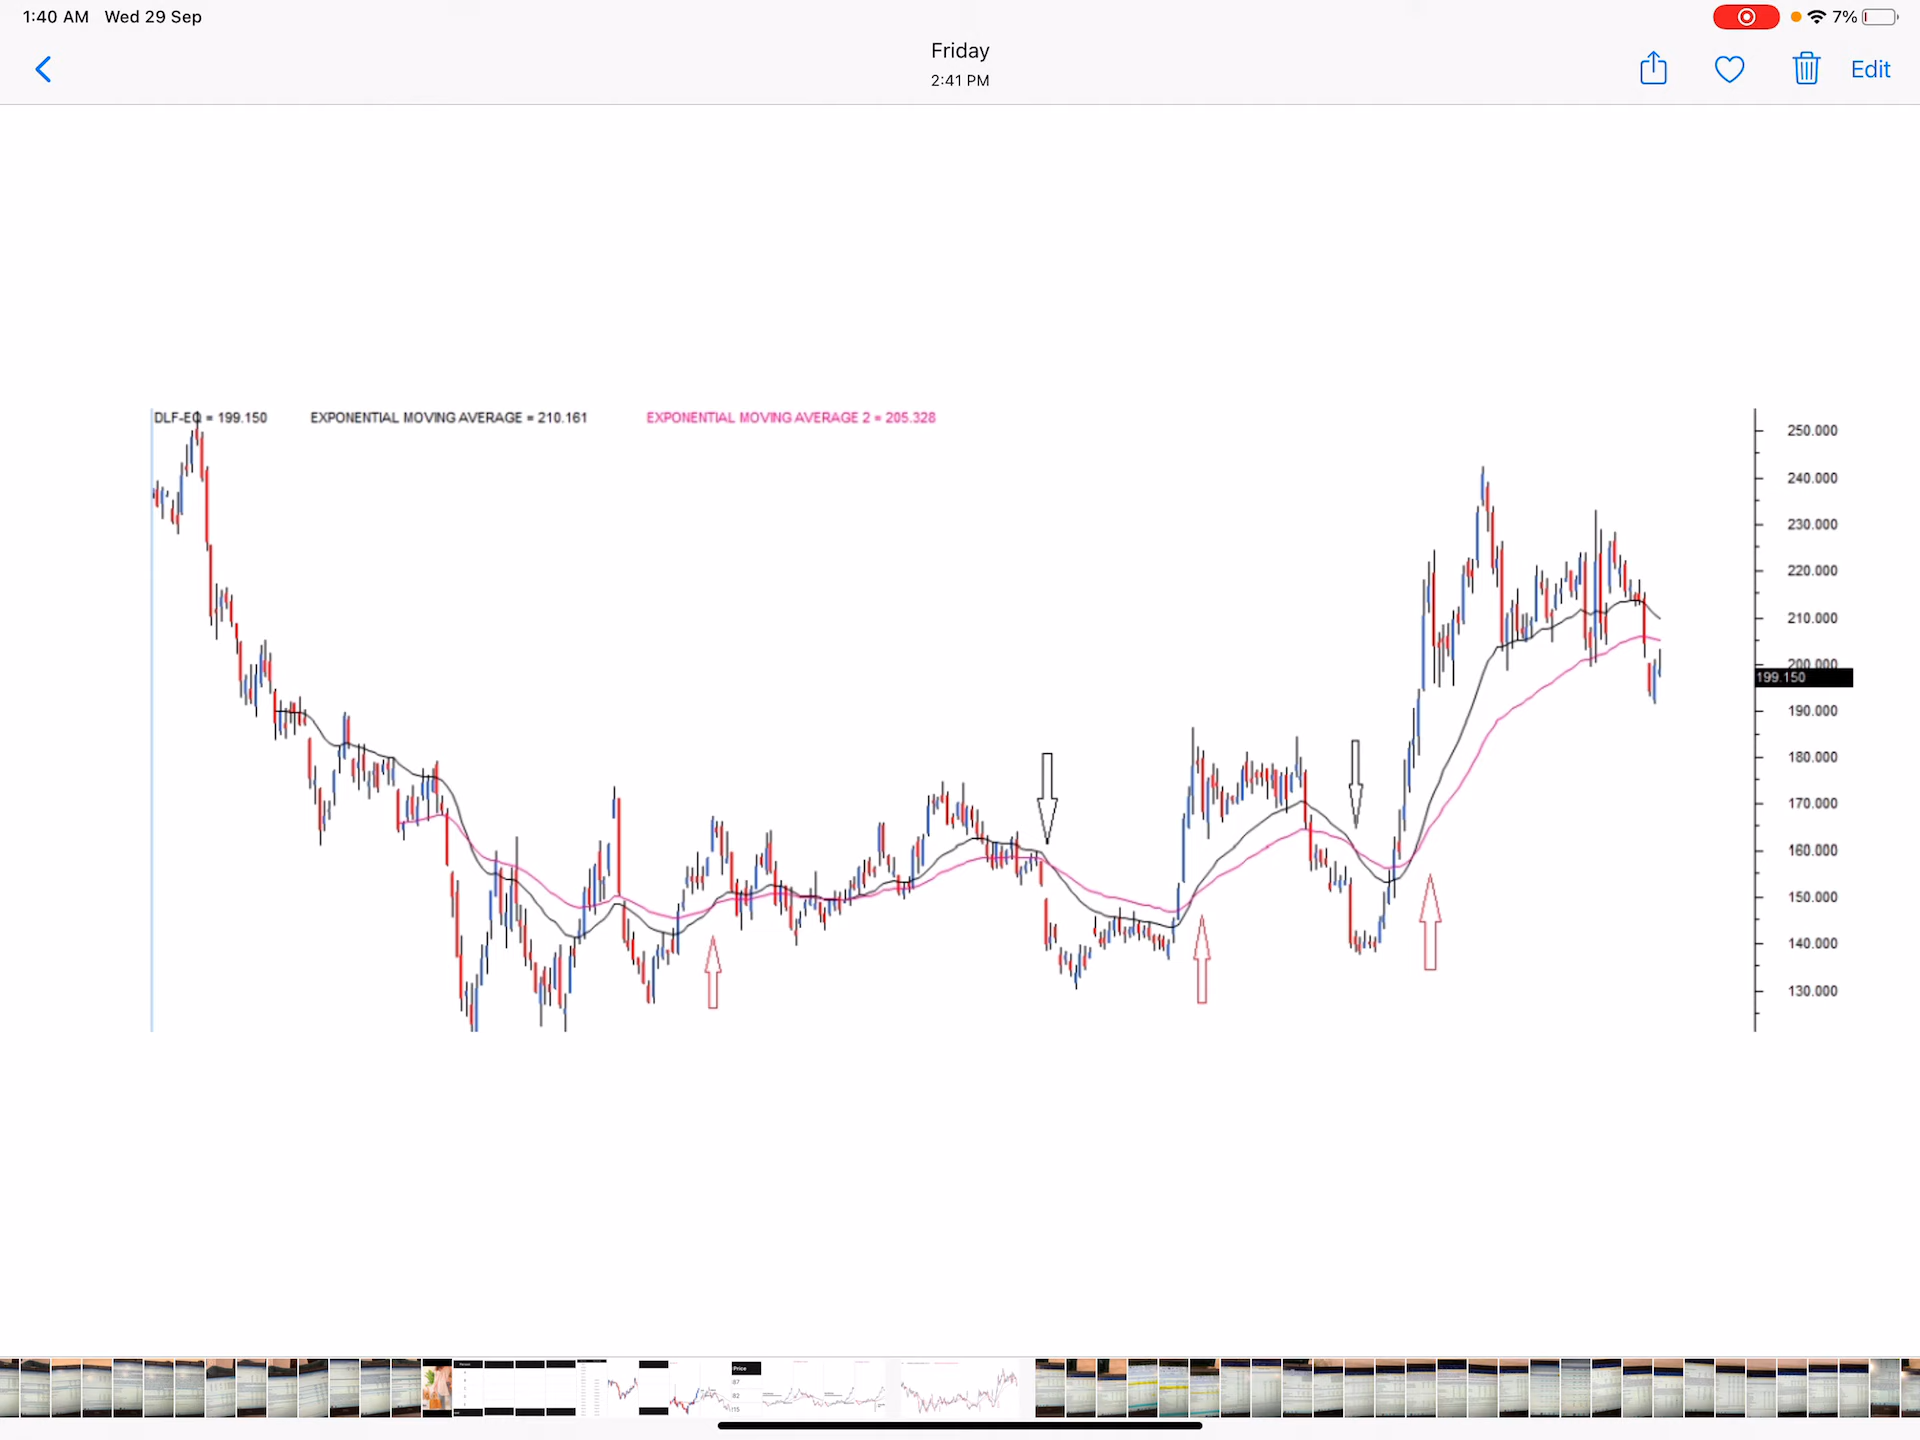 1:40 AM Wed 29 Sep
7%
Friday
2:41 PM
Edit
DLF-EQ = 199.150 EXPONENTIAL MOVING AVERAGE = 210.161 EXPONENTIAL MOVING AVERAGE 2 = 205.328
250.000
240.000
230.000
220.000
210.000
200.000
199.150
190.000
180.000
170.000
160.000
150.000
140.000
130.000
Price